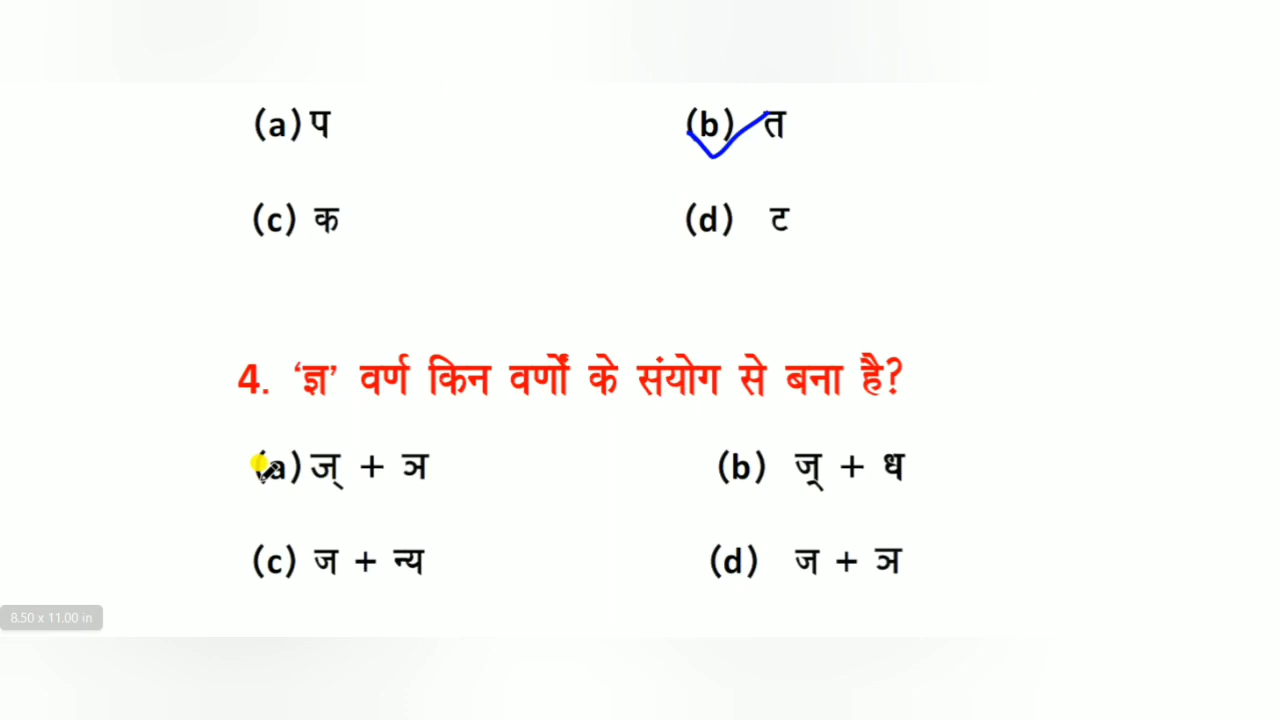 (a) प (b) त
(c) क (d) ट
4. ‘ज्ञ’ वर्ण किन वर्णों के संयोग से बना है?
(a) ज् + ञ (b) ज् + ध
(c) ज + न्य (d) ज + ञ
8.50 x 11.00 in